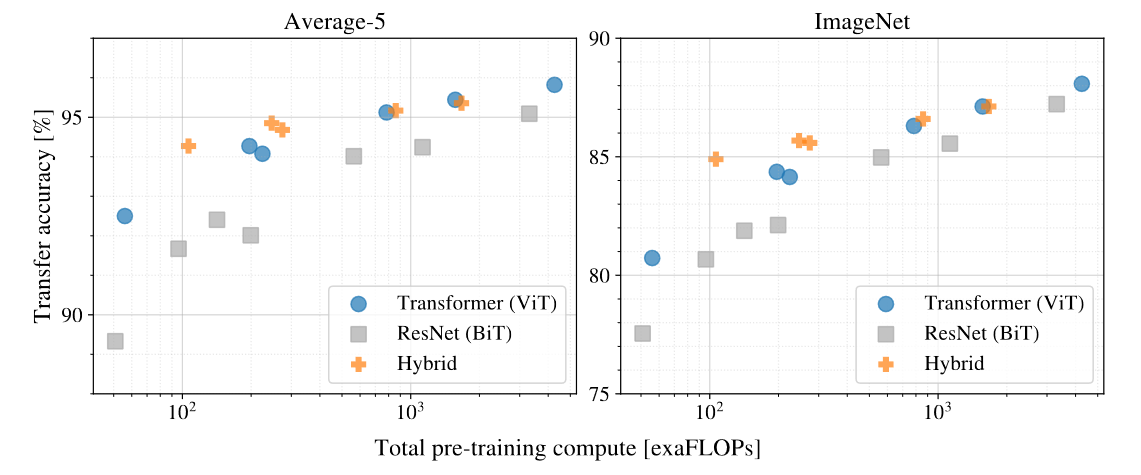 Average-5
ImageNet
Transfer accuracy [%]
95
90
10²
10³
Transformer (ViT)
ResNet (BiT)
Hybrid
90
85
80
75
10²
10³
Transformer (ViT)
ResNet (BiT)
Hybrid
Total pre-training compute [exaFLOPs]